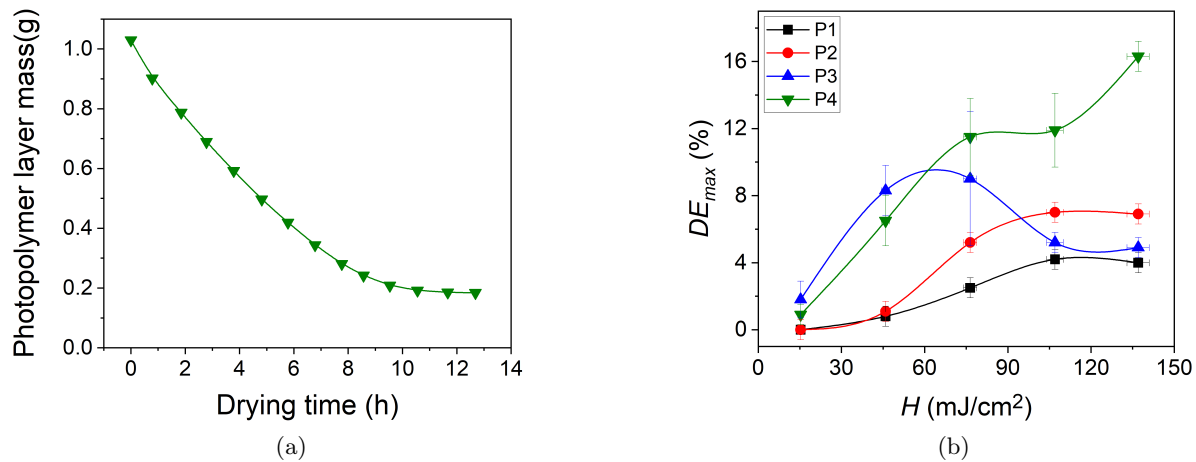 Photopolymer layer mass(g)
1.0
0.8
0.6
0.4
0.2
0.0
0 2 4 6 8 10 12 14
Drying time (h)
(a)
P1
P2
P3
P4
DEmax (%)
16
12
8
4
0
0 30 60 90 120 150
H (mJ/cm²)
(b)